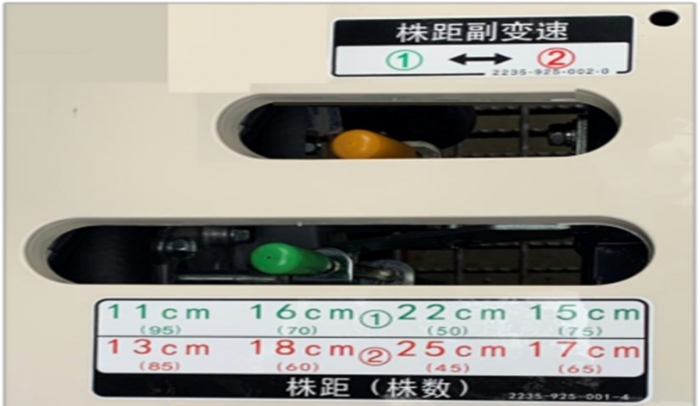 株距副变速
① ↔ ②
2235-925-002-0
11cm 16cm ① 22cm 15cm
(95) (70) (50) (75)
13cm 18cm ② 25cm 17cm
(85) (60) (45) (65)
株距（株数）
2235-925-001-4